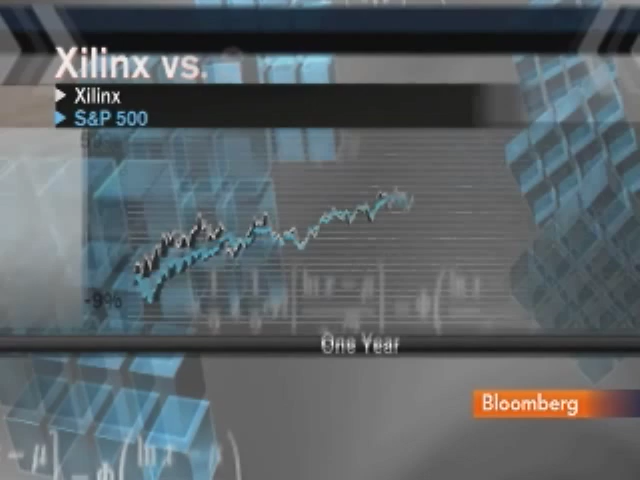 Xilinx vs.
Xilinx
S&P 500
-9%
One Year
Bloomberg